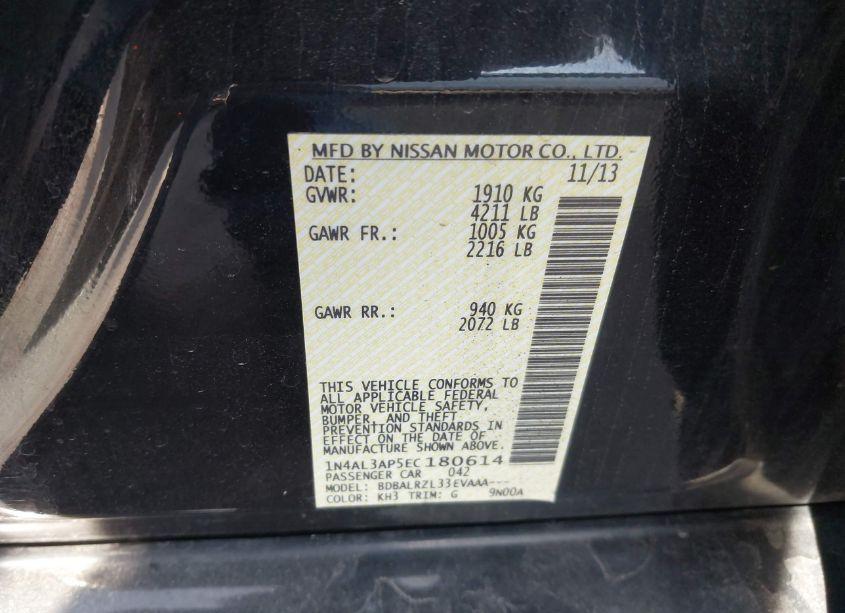 MFD BY NISSAN MOTOR CO., LTD.
DATE: 11/13
GVWR: 1910 KG
4211 LB
GAWR FR.: 1005 KG
2216 LB
GAWR RR.: 940 KG
2072 LB
THIS VEHICLE CONFORMS TO
ALL APPLICABLE FEDERAL
MOTOR VEHICLE SAFETY,
BUMPER, AND THEFT
PREVENTION STANDARDS IN
EFFECT ON THE DATE OF
MANUFACTURE SHOWN ABOVE.
1N4AL3AP5EC180614
PASSENGER CAR 042
MODEL: BDBALRZL33EVAAA---
COLOR: KH3 TRIM: G 9N00A